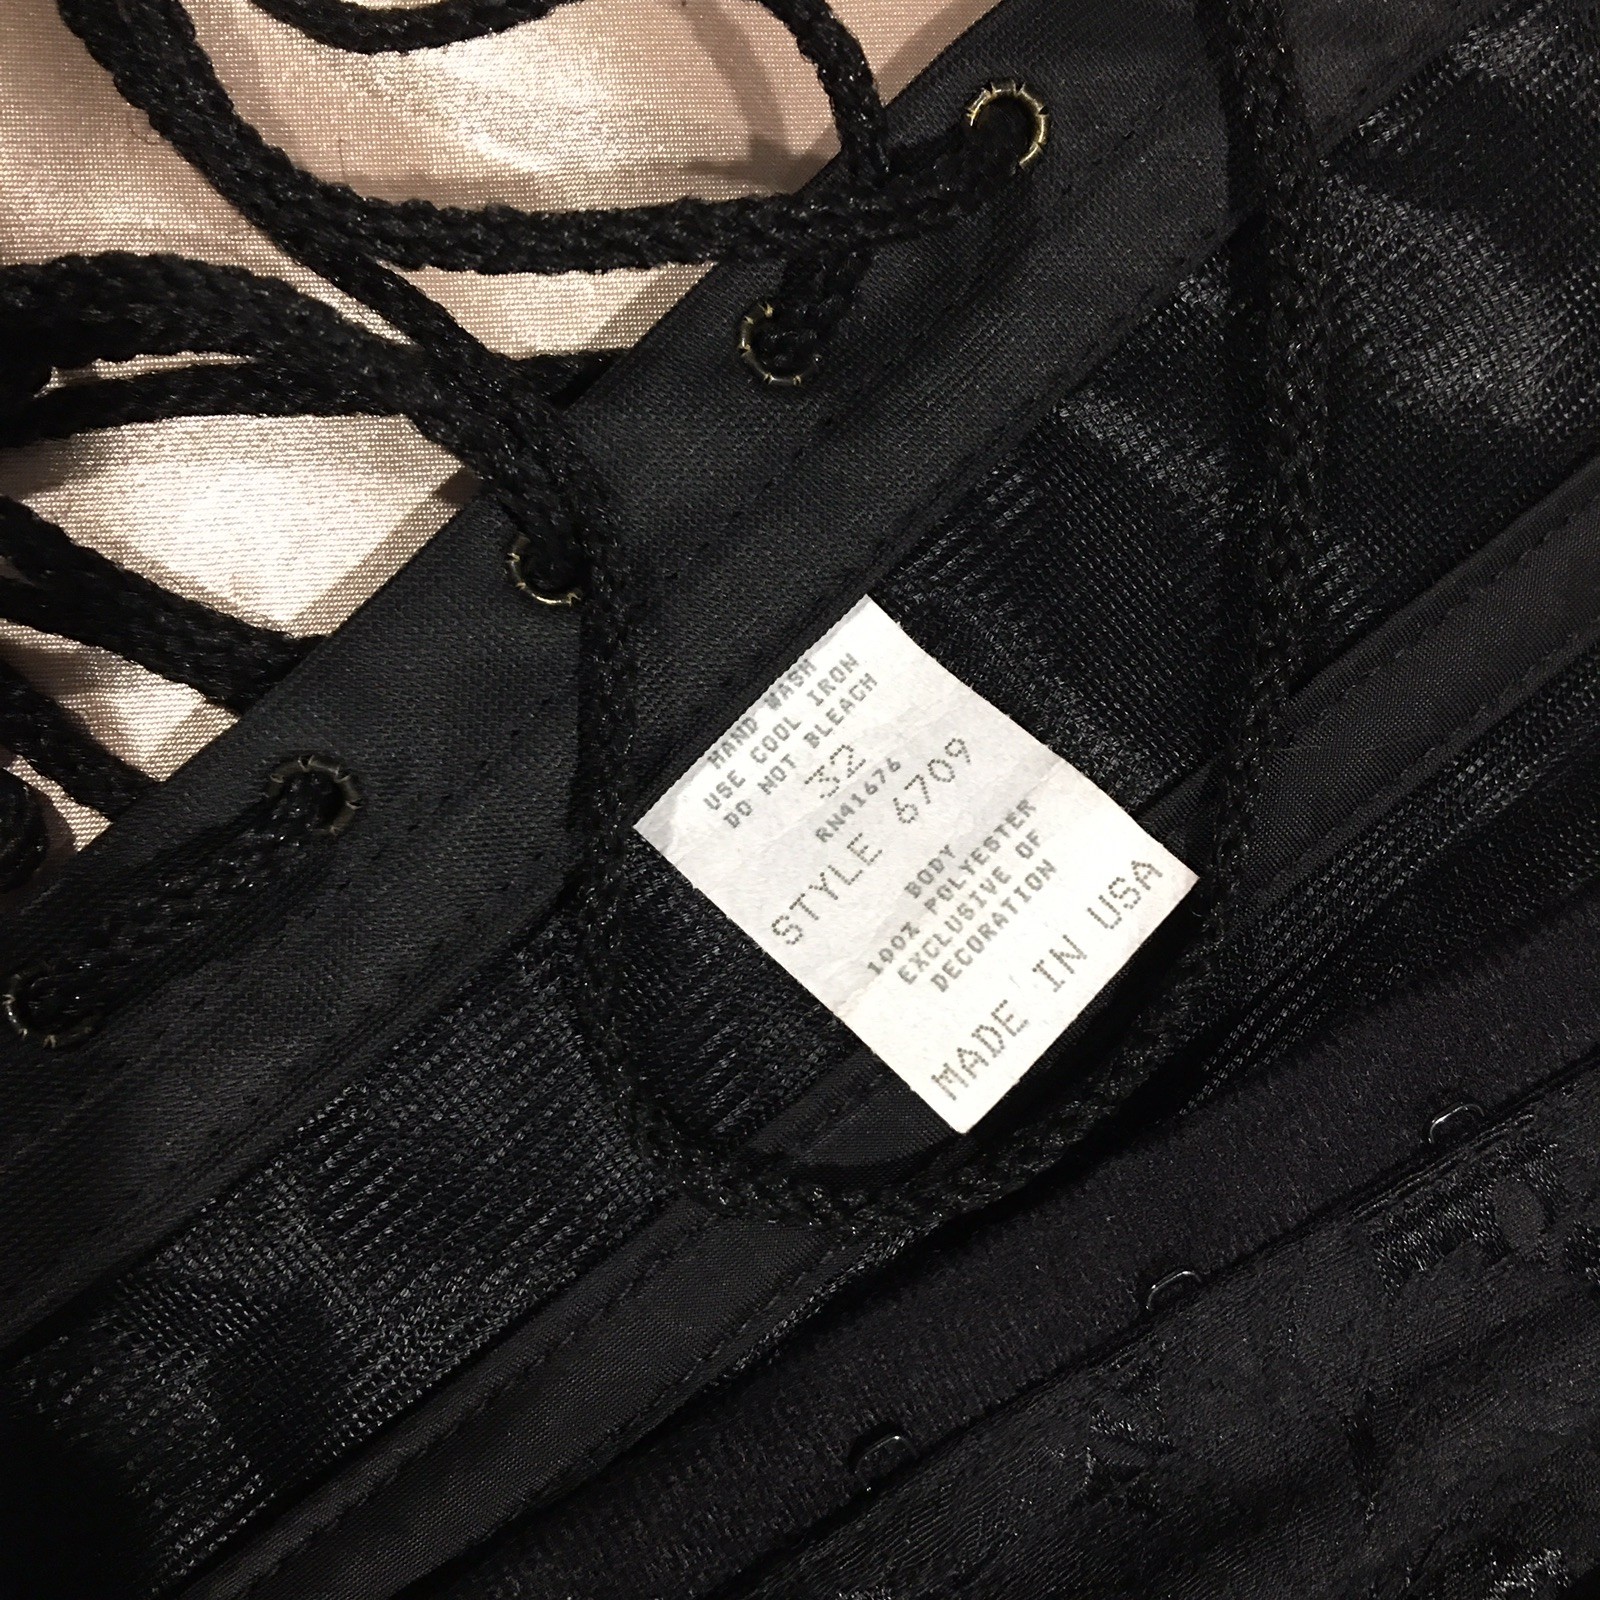 HAND WASH
USE COOL IRON
DO NOT BLEACH
32
RN41676
STYLE 6709
BODY
100% POLYESTER
EXCLUSIVE OF
DECORATION
MADE IN USA